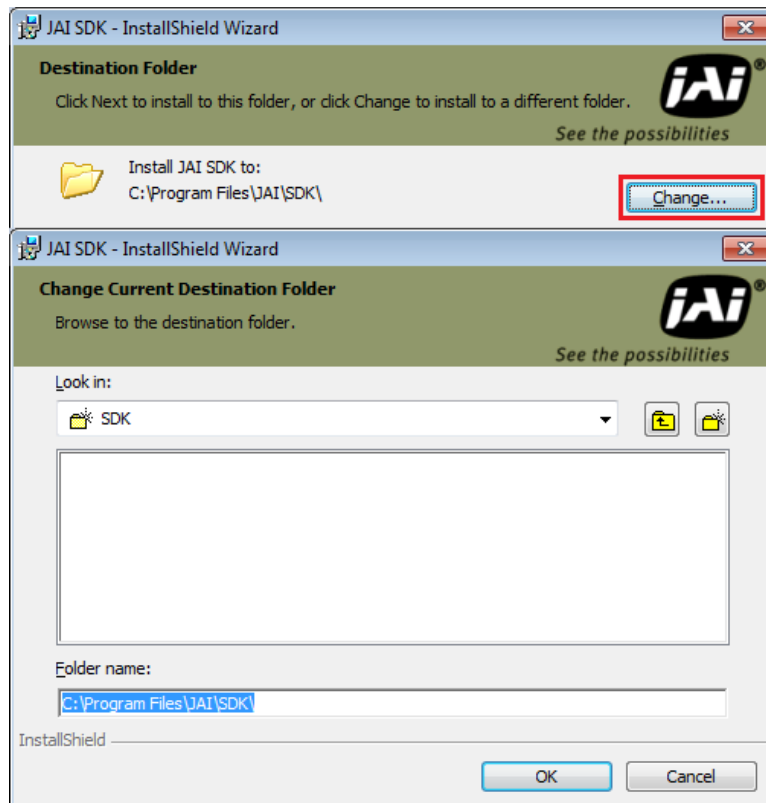 JAI SDK - InstallShield Wizard
Destination Folder
Click Next to install to this folder, or click Change to install to a different folder.
jAi®
See the possibilities
Install JAI SDK to:
C:\Program Files\JAI\SDK\
Change...
JAI SDK - InstallShield Wizard
Change Current Destination Folder
Browse to the destination folder.
jAi®
See the possibilities
Look in:
SDK
Folder name:
C:\Program Files\JAI\SDK\
InstallShield
OK Cancel